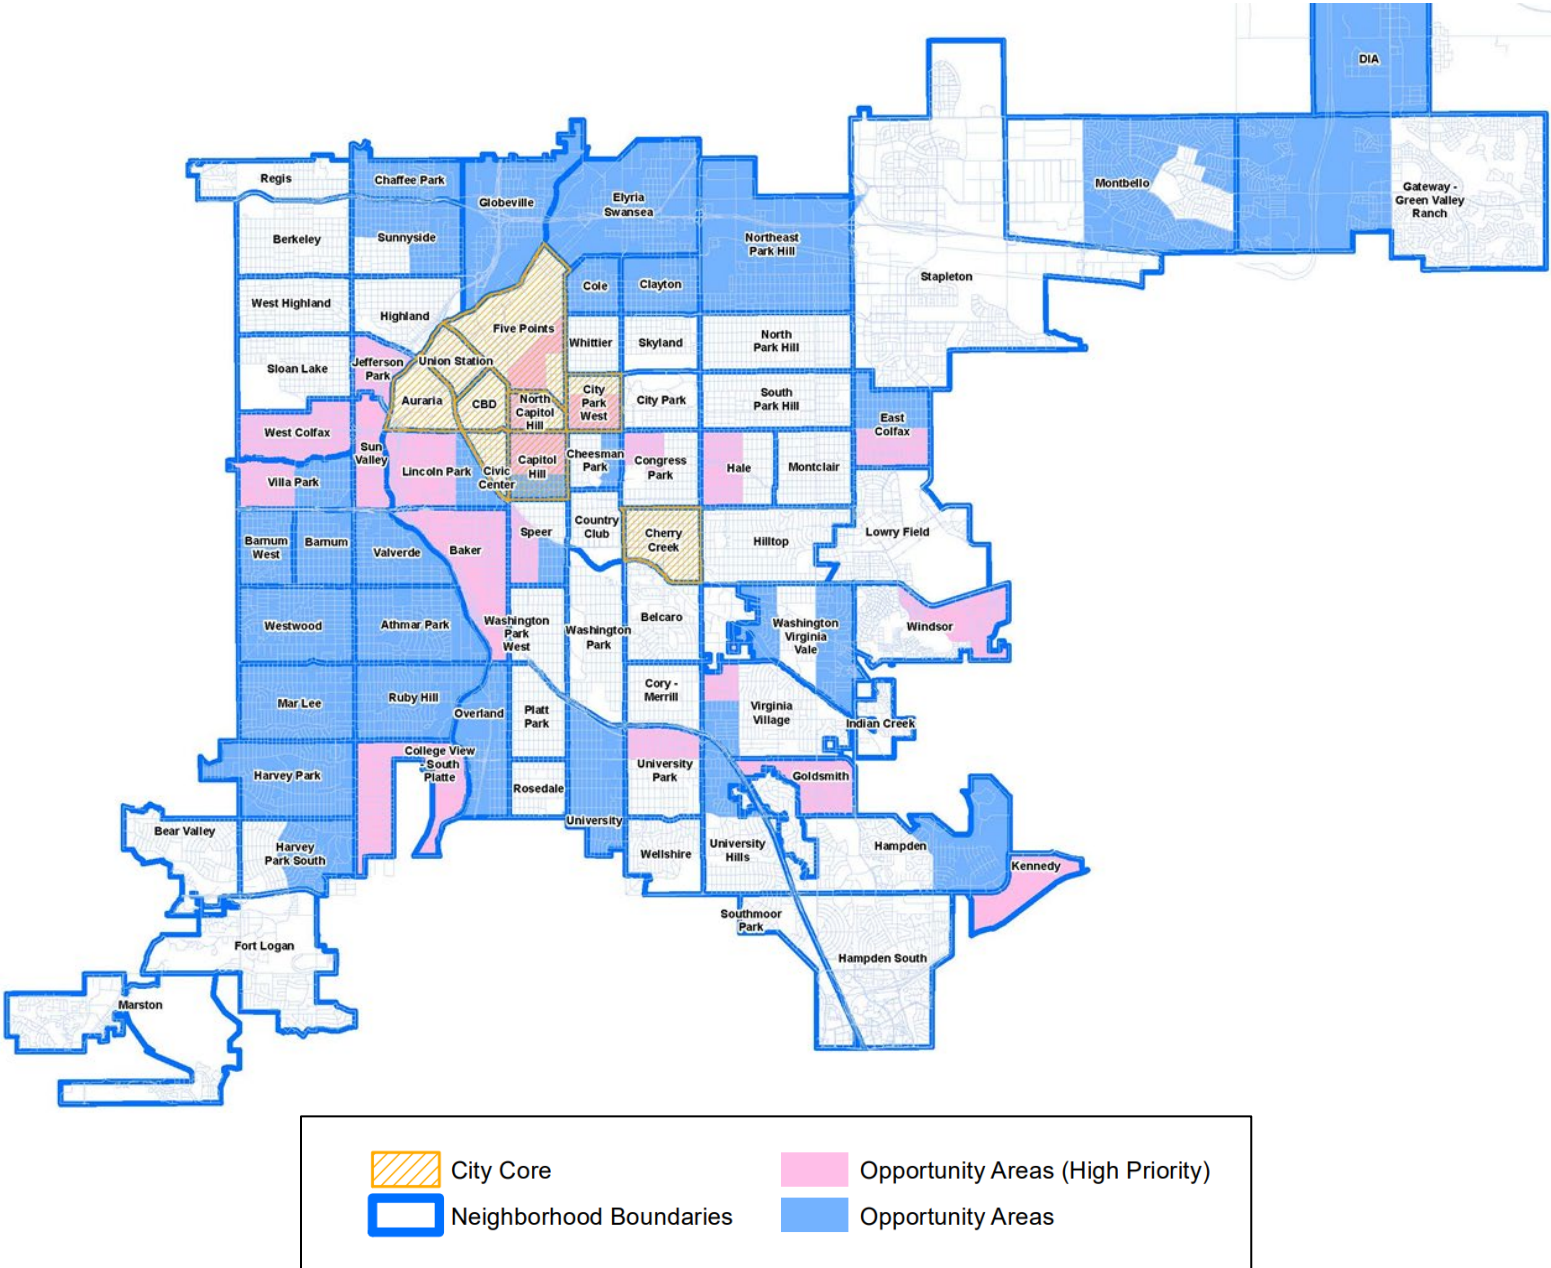 DIA
Regis
Chaffee Park
Globeville
Elyria
Swansea
Montbello
Gateway -
Green Valley
Ranch
Berkeley
Sunnyside
Northeast
Park Hill
Stapleton
Cole
Clayton
West Highland
Highland
Five Points
Whittier
Skyland
North
Park Hill
Sloan Lake
Jefferson
Park
Union Station
Auraria
CBD
North
Capitol
Hill
City
Park
West
City Park
South
Park Hill
East
Colfax
West Colfax
Sun
Valley
Lincoln Park
Civic
Center
Capitol
Hill
Cheesman
Park
Congress
Park
Hale
Montclair
Villa Park
Barnum
West
Barnum
Valverde
Baker
Speer
Country
Club
Cherry
Creek
Hilltop
Lowry Field
Westwood
Athmar Park
Washington
Park
West
Washington
Park
Belcaro
Washington
Virginia
Vale
Windsor
Mar Lee
Ruby Hill
Overland
Platt
Park
Cory -
Merrill
Virginia
Village
Indian Creek
Harvey Park
College View
- South
Platte
Rosedale
University
Park
Goldsmith
Bear Valley
Harvey
Park South
University
Wellshire
University
Hills
Hampden
Kennedy
Southmoor
Park
Fort Logan
Hampden South
Marston
City Core
Opportunity Areas (High Priority)
Neighborhood Boundaries
Opportunity Areas